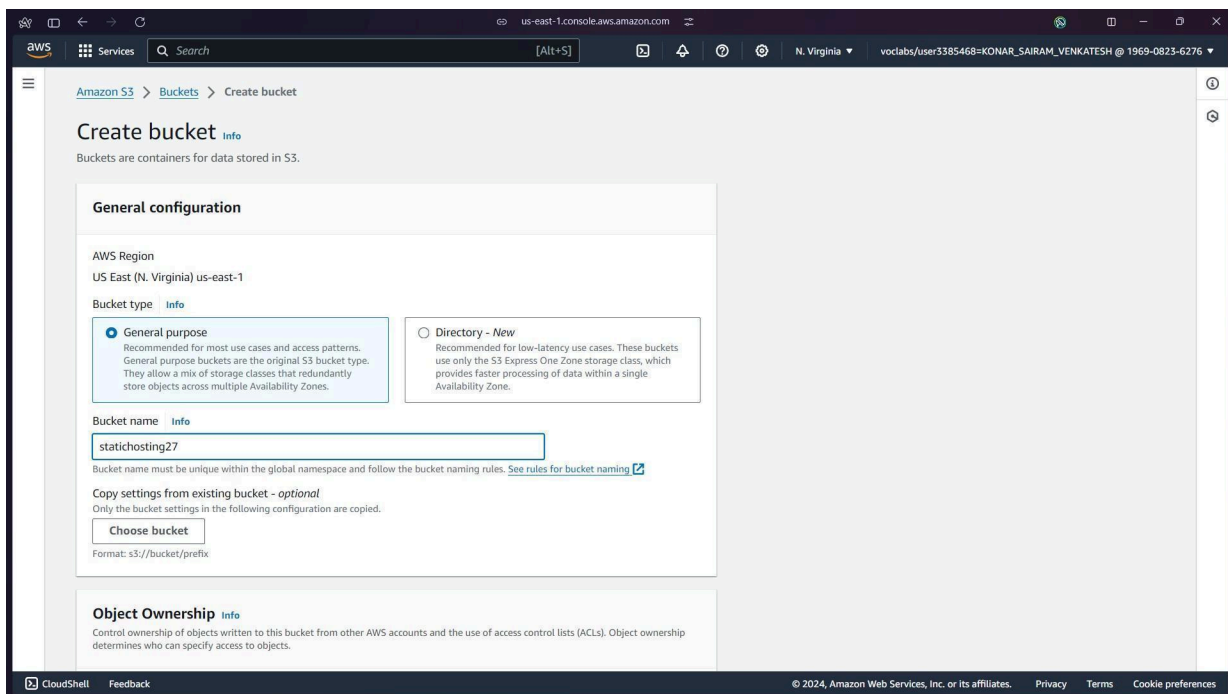 us-east-1.console.aws.amazon.com
aws
Services
Search
[Alt+S]
N. Virginia
voclabs/user3385468=KONAR_SAIRAM_VENKATESH @ 1969-0823-6276
Amazon S3 > Buckets > Create bucket
Create bucket Info
Buckets are containers for data stored in S3.
General configuration
AWS Region
US East (N. Virginia) us-east-1
Bucket type Info
General purpose
Recommended for most use cases and access patterns.
General purpose buckets are the original S3 bucket type.
They allow a mix of storage classes that redundantly
store objects across multiple Availability Zones.
Directory - New
Recommended for low-latency use cases. These buckets
use only the S3 Express One Zone storage class, which
provides faster processing of data within a single
Availability Zone.
Bucket name Info
statichosting27
Bucket name must be unique within the global namespace and follow the bucket naming rules. See rules for bucket naming
Copy settings from existing bucket - optional
Only the bucket settings in the following configuration are copied.
Choose bucket
Format: s3://bucket/prefix
Object Ownership Info
Control ownership of objects written to this bucket from other AWS accounts and the use of access control lists (ACLs). Object ownership
determines who can specify access to objects.
CloudShell
Feedback
© 2024, Amazon Web Services, Inc. or its affiliates.
Privacy
Terms
Cookie preferences